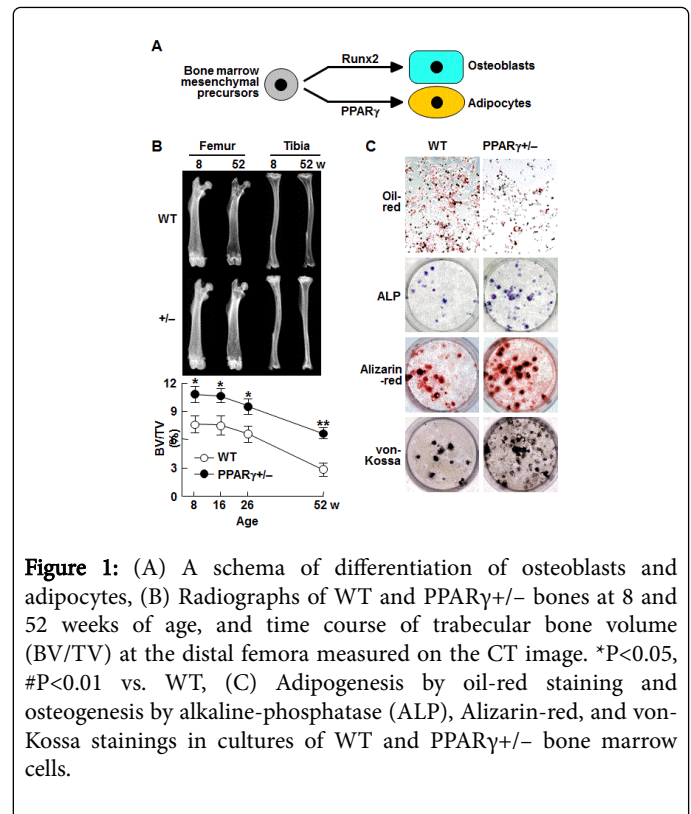 A
Runx2
Bone marrow
mesenchymal
precursors
Osteoblasts
PPARγ
Adipocytes
B
Femur
Tibia
8
52
8
52 w
WT
+/–
12
9
6
3
0
BV/TV
(%)
*
*
*
**
WT
PPARγ+/–
8
16
26
52 w
Age
C
WT
PPARγ+/–
Oil-
red
ALP
Alizarin
-red
von-
Kossa
Figure 1: (A) A schema of differentiation of osteoblasts and
adipocytes, (B) Radiographs of WT and PPARγ+/– bones at 8 and
52 weeks of age, and time course of trabecular bone volume
(BV/TV) at the distal femora measured on the CT image. *P<0.05,
#P<0.01 vs. WT, (C) Adipogenesis by oil-red staining and
osteogenesis by alkaline-phosphatase (ALP), Alizarin-red, and von-
Kossa stainings in cultures of WT and PPARγ+/– bone marrow
cells.